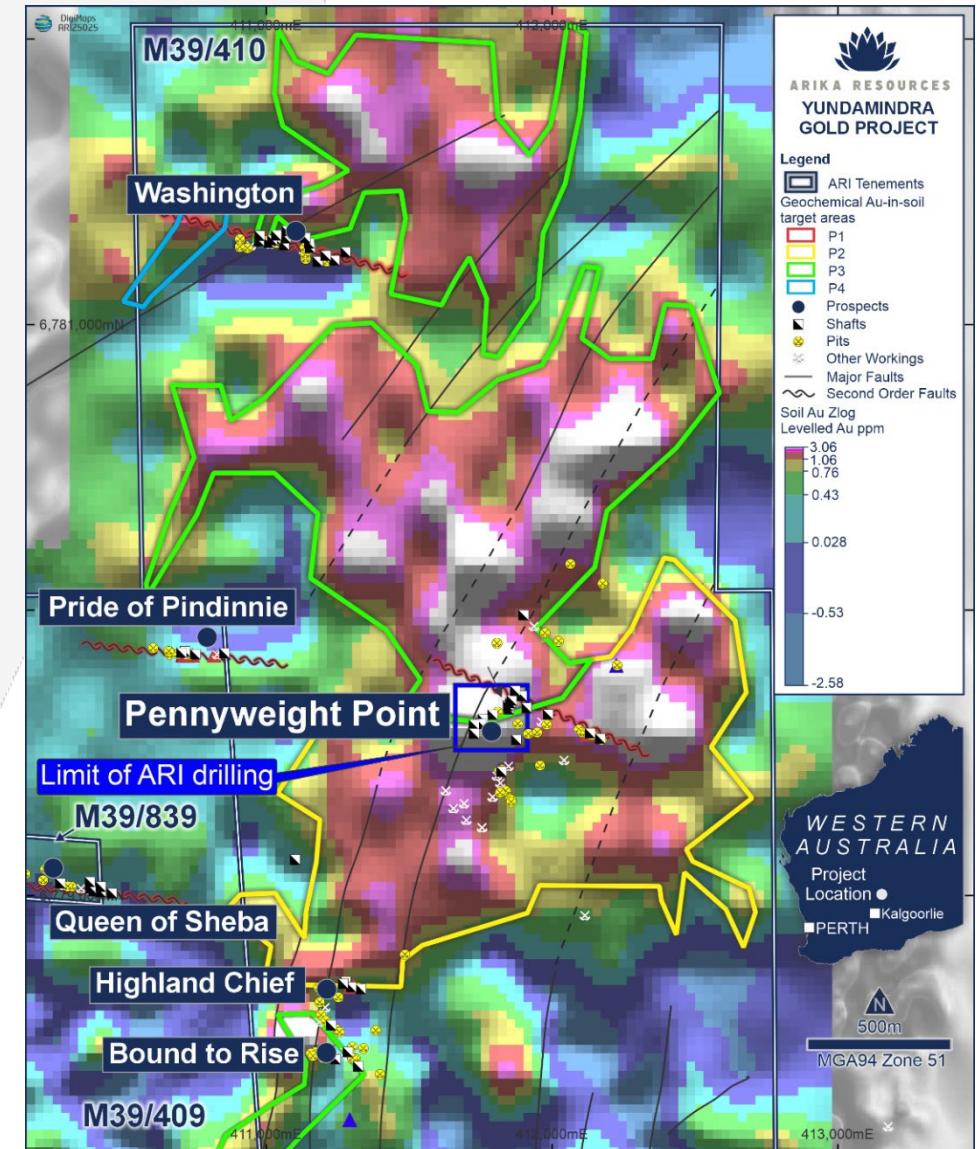 DigiMaps
ARI25025
411,000mE
412,000mE
M39/410
Washington
6,781,000mN
Pride of Pindinnie
Pennyweight Point
Limit of ARI drilling
M39/839
Queen of Sheba
Highland Chief
Bound to Rise
M39/409
411,000mE
412,000mE
413,000mE
ARIKA RESOURCES
YUNDAMINDRA
GOLD PROJECT
Legend
ARI Tenements
Geochemical Au-in-soil
target areas
P1
P2
P3
P4
Prospects
Shafts
Pits
Other Workings
Major Faults
Second Order Faults
Soil Au Zlog
Levelled Au ppm
3.06
1.06
0.76
0.43
0.028
-0.53
-2.58
WESTERN
AUSTRALIA
Project
Location
Kalgoorlie
PERTH
N
500m
MGA94 Zone 51